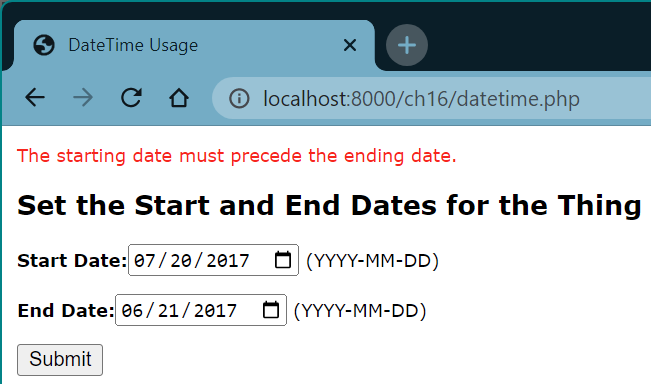 DateTime Usage
localhost:8000/ch16/datetime.php
The starting date must precede the ending date.
Set the Start and End Dates for the Thing
Start Date: 07/20/2017 (YYYY-MM-DD)
End Date: 06/21/2017 (YYYY-MM-DD)
Submit